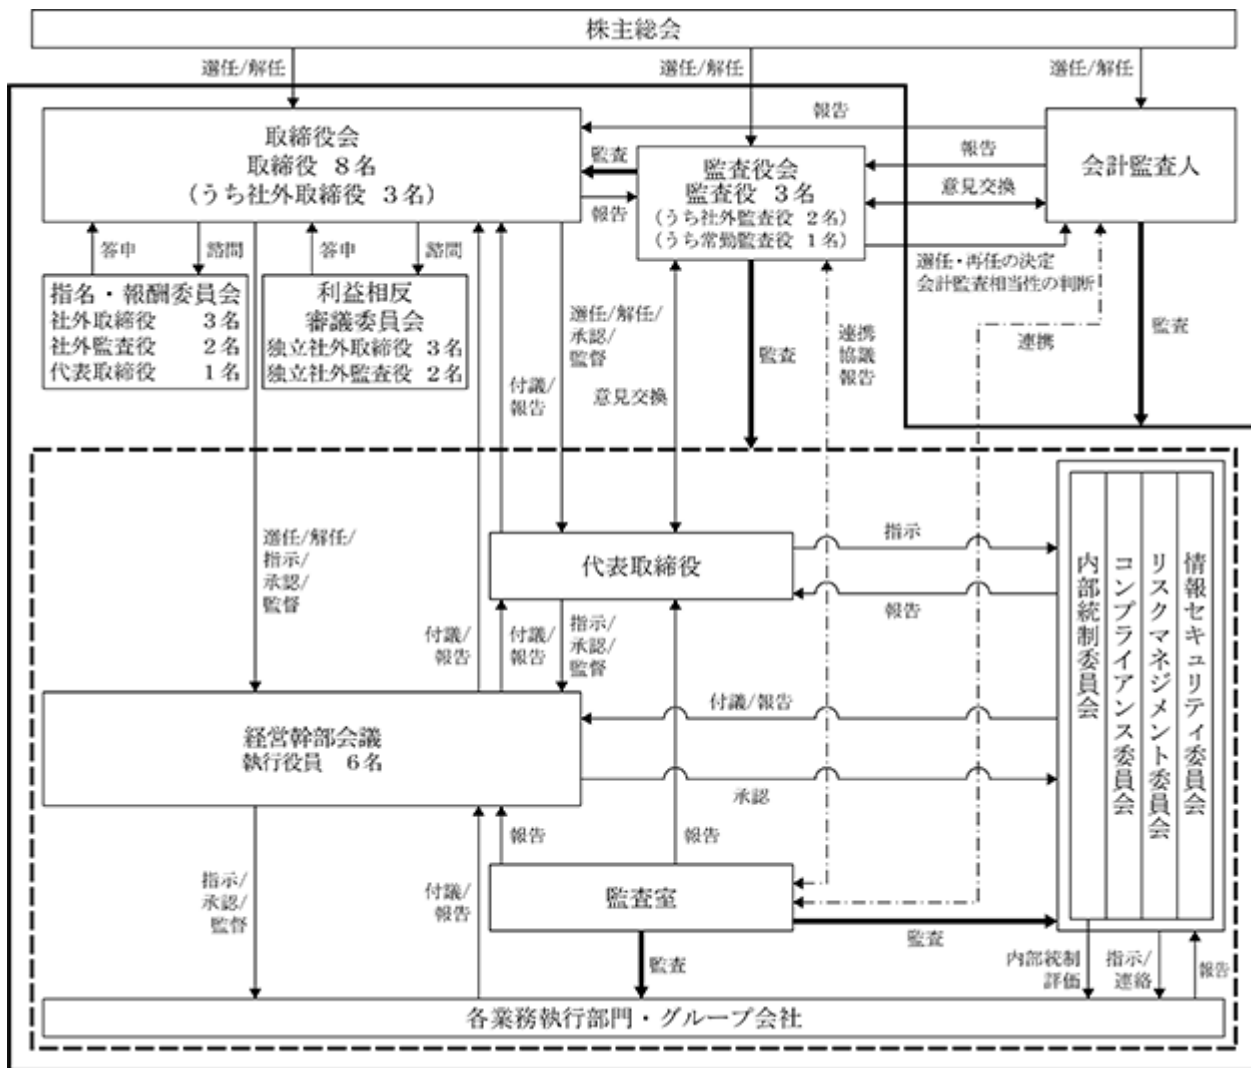 株主総会
選任/解任
選任/解任
選任/解任
取締役会
取締役 8名
(うち社外取締役 3名)
監査
報告
監査役会
監査役 3名
(うち社外監査役 2名)
(うち常勤監査役 1名)
報告
報告
意見交換
会計監査人
選任・再任の決定
会計監査相当性の判断
答申
諮問
答申
諮問
指名・報酬委員会
社外取締役 3名
社外監査役 2名
代表取締役 1名
利益相反
審議委員会
独立社外取締役 3名
独立社外監査役 2名
付議/
報告
選任/解任/
承認/
監督
意見交換
監査
連携
協議
報告
連携
監査
選任/解任/
指示/
承認/
監督
代表取締役
指示
報告
付議/
報告
付議/
報告
指示/
承認/
監督
経営幹部会議
執行役員 6名
付議/報告
承認
内部統制委員会
コンプライアンス委員会
リスクマネジメント委員会
情報セキュリティ委員会
指示/
承認/
監督
付議/
報告
報告
報告
監査室
監査
監査
内部統制
評価
指示/
連絡
報告
各業務執行部門・グループ会社